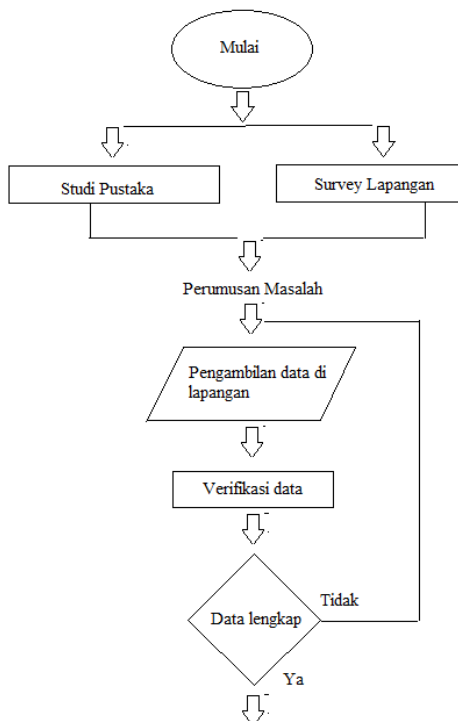 Mulai
Studi Pustaka
Survey Lapangan
Perumusan Masalah
Pengambilan data di
lapangan
Verifikasi data
Data lengkap
Tidak
Ya